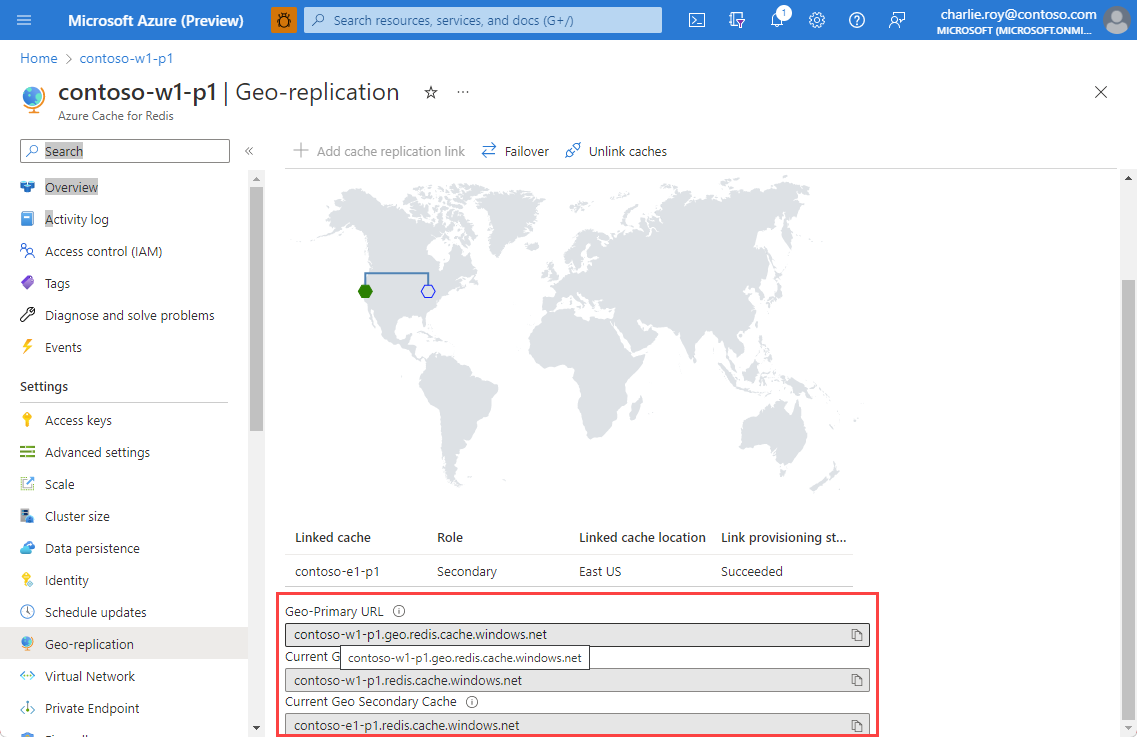 Microsoft Azure (Preview)
Search resources, services, and docs (G+/)
1
charlie.roy@contoso.com
MICROSOFT (MICROSOFT.ONMI...
Home > contoso-w1-p1
contoso-w1-p1 | Geo-replication
Azure Cache for Redis
Search
Overview
Activity log
Access control (IAM)
Tags
Diagnose and solve problems
Events
Settings
Access keys
Advanced settings
Scale
Cluster size
Data persistence
Identity
Schedule updates
Geo-replication
Virtual Network
Private Endpoint
Add cache replication link Failover Unlink caches
Linked cache Role Linked cache location Link provisioning st...
contoso-e1-p1 Secondary East US Succeeded
Geo-Primary URL
contoso-w1-p1.geo.redis.cache.windows.net
Current G
contoso-w1-p1.geo.redis.cache.windows.net
contoso-w1-p1.redis.cache.windows.net
Current Geo Secondary Cache
contoso-e1-p1.redis.cache.windows.net